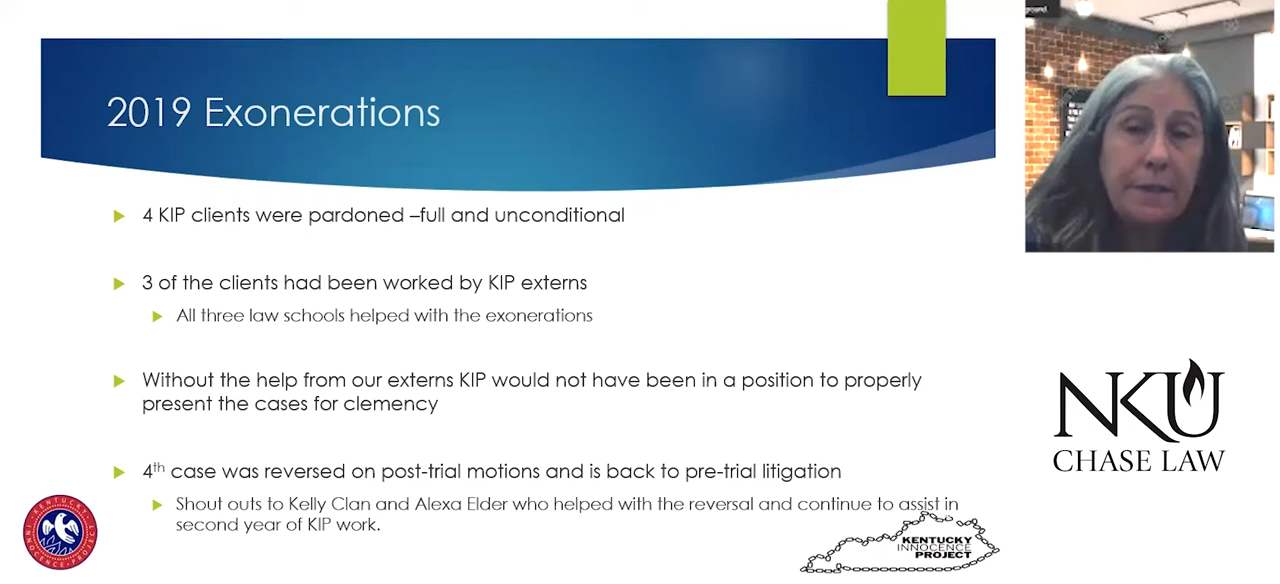 ground.
2019 Exonerations
4 KIP clients were pardoned –full and unconditional
3 of the clients had been worked by KIP externs
All three law schools helped with the exonerations
Without the help from our externs KIP would not have been in a position to properly
present the cases for clemency
4th case was reversed on post-trial motions and is back to pre-trial litigation
Shout outs to Kelly Clan and Alexa Elder who helped with the reversal and continue to assist in
second year of KIP work.
NKU
CHASE LAW
KENTUCKY
INNOCENCE PROJECT
KENTUCKY
INNOCENCE
PROJECT